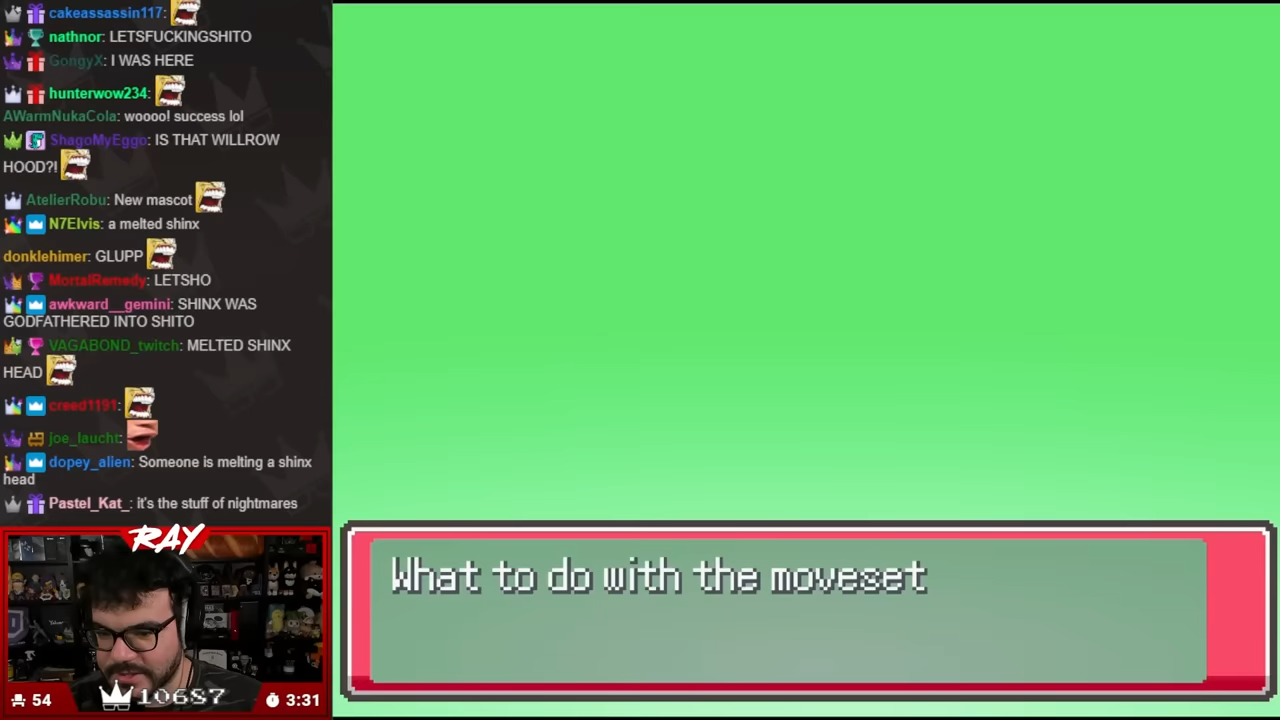 cakeassassin117:
nathnor: LETSFUCKINGSHITO
GongyX: I WAS HERE
hunterwow234:
AWarmNukaCola: woooo! success lol
ShagoMyEggo: IS THAT WILLROW
HOOD?!
AtelierRobu: New mascot
N7Elvis: a melted shinx
donklehimer: GLUPP
MortalRemedy: LETSHO
awkward__gemini: SHINX WAS
GODFATHERED INTO SHITO
VAGABOND_twitch: MELTED SHINX
HEAD
creed1191:
joe_laucht:
dopey_alien: Someone is melting a shinx
head
Pastel_Kat_: it's the stuff of nightmares
RAY
54
10687
3:31
What to do with the moveset